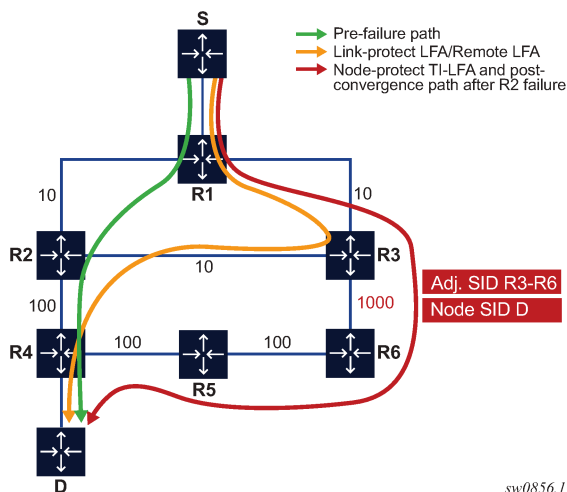 S
Pre-failure path
Link-protect LFA/Remote LFA
Node-protect TI-LFA and post-
convergence path after R2 failure
R1
10
10
R2
R3
10
Adj. SID R3-R6
Node SID D
100
1000
R4
100
100
R6
R5
D
sw0856.1